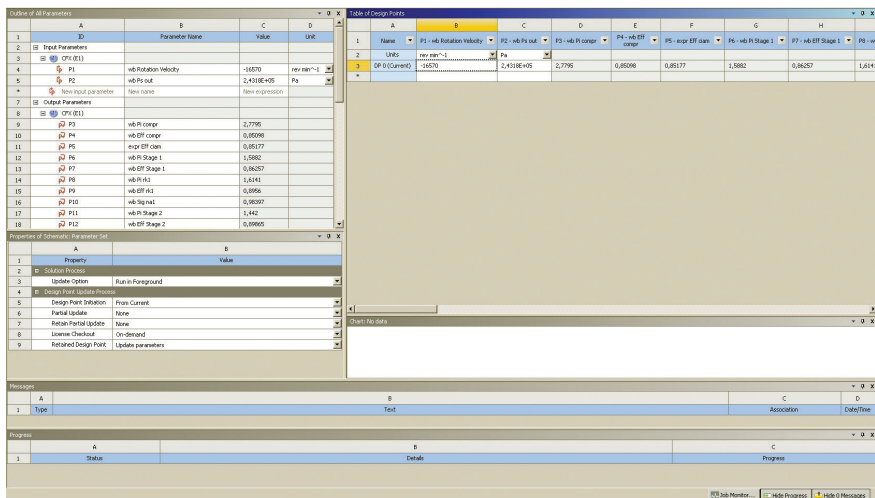 Outline of All Parameters
A B C D
1 ID Parameter Name Value Unit
2 Input Parameters
3 CFX (E1)
4 P1 wb Rotation Velocity -16570 rev min^-1
5 P2 wb Ps out 2,4318E+05 Pa
* New input parameter New name New expression
7 Output Parameters
8 CFX (E1)
9 P3 wb Pi compr 2,7795
10 P4 wb Eff compr 0,85098
11 P5 expr Eff ciam 0,85177
12 P6 wb Pi Stage 1 1,5882
13 P7 wb Eff Stage 1 0,86257
14 P8 wb Pi rk1 1,6141
15 P9 wb Eff rk1 0,8956
16 P10 wb Sig na1 0,98397
17 P11 wb Pi Stage 2 1,442
18 P12 wb Eff Stage 2 0,89865
Properties of Schematic: Parameter Set
A B
1 Property Value
2 Solution Process
3 Update Option Run in Foreground
4 Design Point Update Process
5 Design Point Initiation From Current
6 Partial Update None
7 Retain Partial Update None
8 License Checkout On-demand
9 Retained Design Point Update parameters
Table of Design Points
A B C D E F G H
1 Name P1 - wb Rotation Velocity P2 - wb Ps out P3 - wb Pi compr P4 - wb Eff compr P5 - expr Eff ciam P6 - wb Pi Stage 1 P7 - wb Eff Stage 1 P8 - w
2 Units rev min^-1 Pa
3 DP 0 (Current) -16570 2,4318E+05 2,7795 0,85098 0,85177 1,5882 0,86257 1,614
*
Chart: No data
Messages
A B C D
1 Type Text Association Date/Time
Progress
A B C
1 Status Details Progress
Job Monitor... Hide Progress Hide 0 Messages